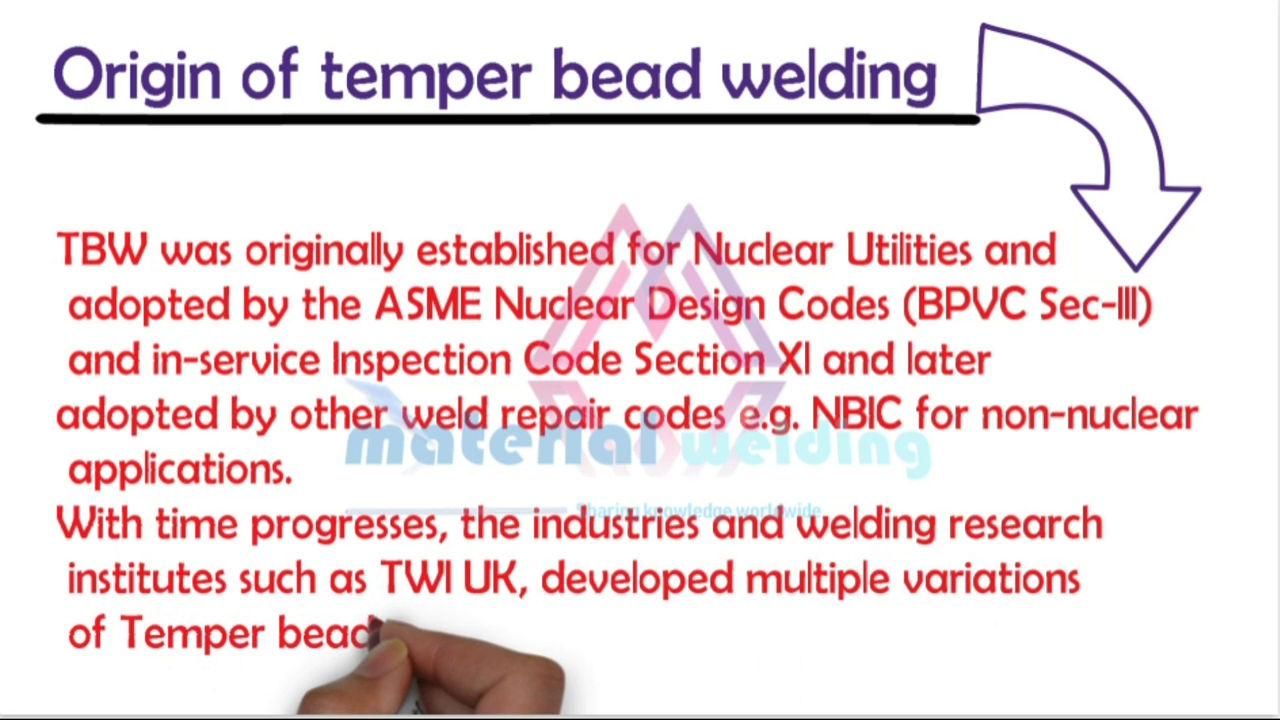 Origin of temper bead welding
TBW was originally established for Nuclear Utilities and
adopted by the ASME Nuclear Design Codes (BPVC Sec-III)
and in-service Inspection Code Section XI and later
adopted by other weld repair codes e.g. NBIC for non-nuclear
applications.
material welding
Sharing knowledge worldwide
With time progresses, the industries and welding research
institutes such as TWI UK, developed multiple variations
of Temper bead